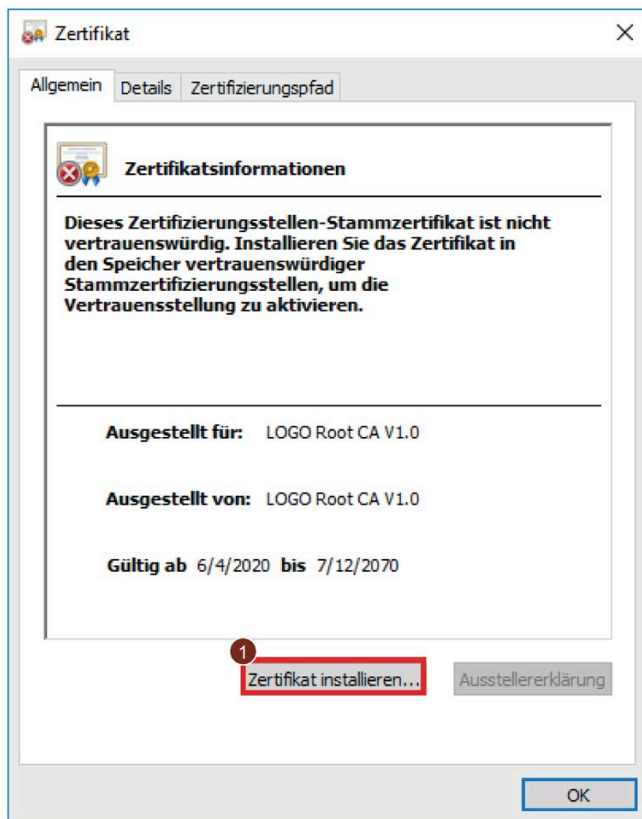 Zertifikat
Allgemein Details Zertifizierungspfad
Zertifikatsinformationen
Dieses Zertifizierungsstellen-Stammzertifikat ist nicht
vertrauenswürdig. Installieren Sie das Zertifikat in
den Speicher vertrauenswürdiger
Stammzertifizierungsstellen, um die
Vertrauensstellung zu aktivieren.
Ausgestellt für: LOGO Root CA V1.0
Ausgestellt von: LOGO Root CA V1.0
Gültig ab 6/4/2020 bis 7/12/2070
1
Zertifikat installieren... Ausstellererklärung
OK